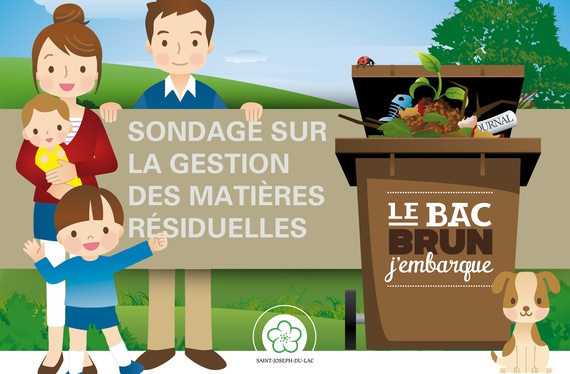 SONDAGE SUR
LA GESTION
DES MATIÈRES
RÉSIDUELLES
JOURNAL
LE BAC
BRUN
j'embarque
SAINT-JOSEPH-DU-LAC